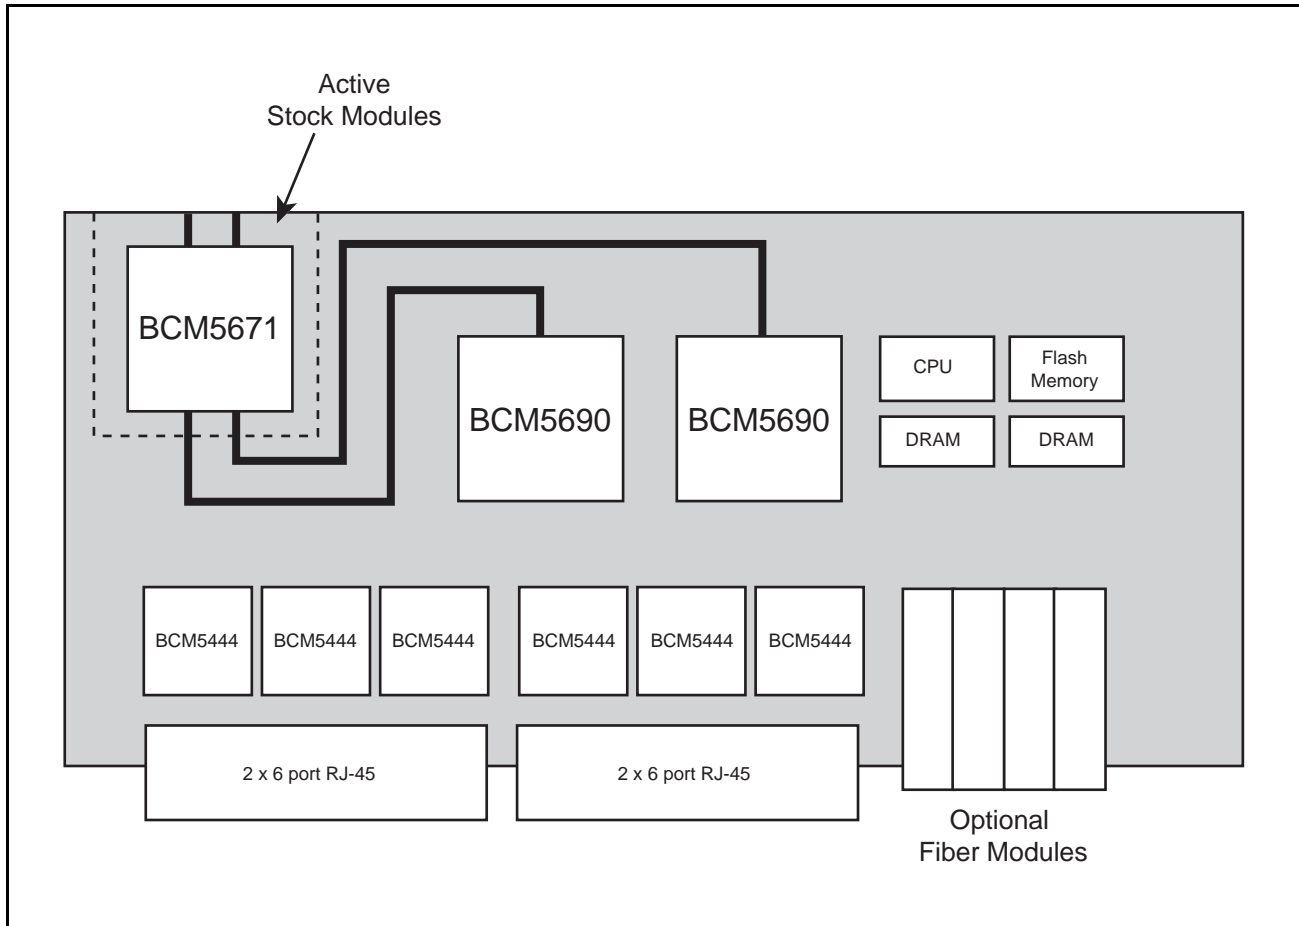 Active
Stock Modules
BCM5671
BCM5690
BCM5690
CPU
Flash
Memory
DRAM
DRAM
BCM5444
BCM5444
BCM5444
BCM5444
BCM5444
BCM5444
2 x 6 port RJ-45
2 x 6 port RJ-45
Optional
Fiber Modules